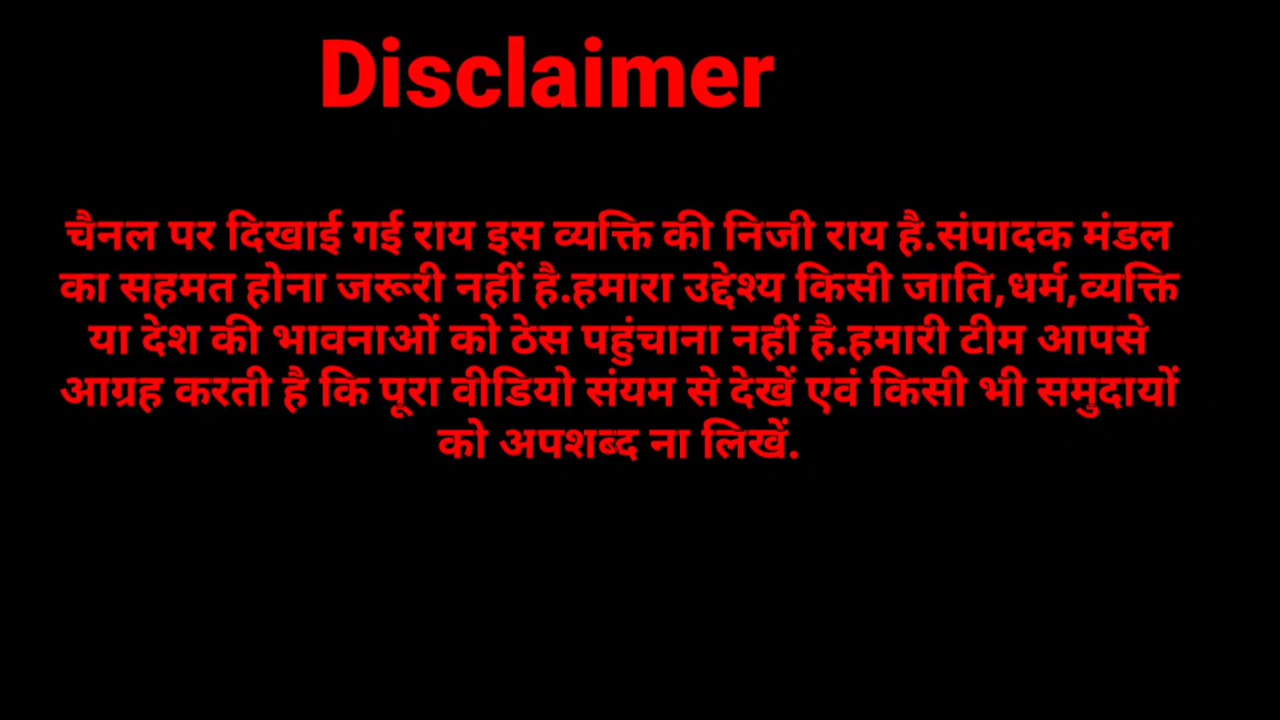 Disclaimer
चैनल पर दिखाई गई राय इस व्यक्ति की निजी राय है.संपादक मंडल
का सहमत होना जरूरी नहीं है.हमारा उद्देश्य किसी जाति,धर्म,व्यक्ति
या देश की भावनाओं को ठेस पहुंचाना नहीं है.हमारी टीम आपसे
आग्रह करती है कि पूरा वीडियो संयम से देखें एवं किसी भी समुदायों
को अपशब्द ना लिखें.